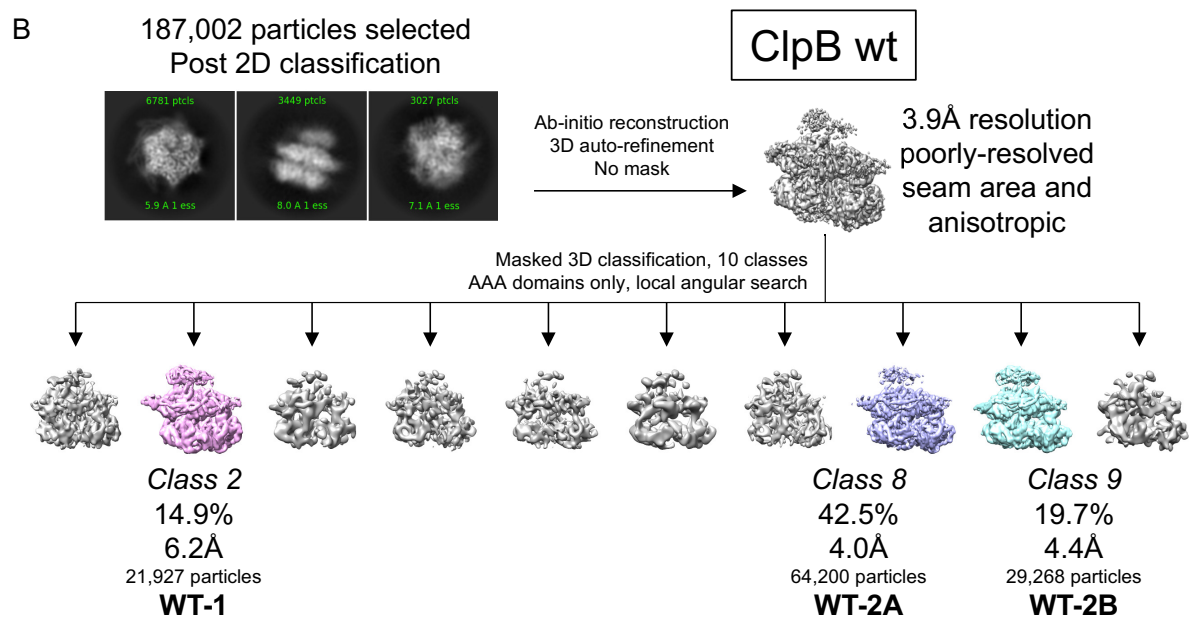 B
187,002 particles selected
Post 2D classification
ClpB wt
6781 ptcls
3449 ptcls
3027 ptcls
5.9 A 1 ess
8.0 A 1 ess
7.1 A 1 ess
Ab-initio reconstruction
3D auto-refinement
No mask
3.9Å resolution
poorly-resolved
seam area and
anisotropic
Masked 3D classification, 10 classes
AAA domains only, local angular search
Class 2
14.9%
6.2Å
21,927 particles
WT-1
Class 8
42.5%
4.0Å
64,200 particles
WT-2A
Class 9
19.7%
4.4Å
29,268 particles
WT-2B